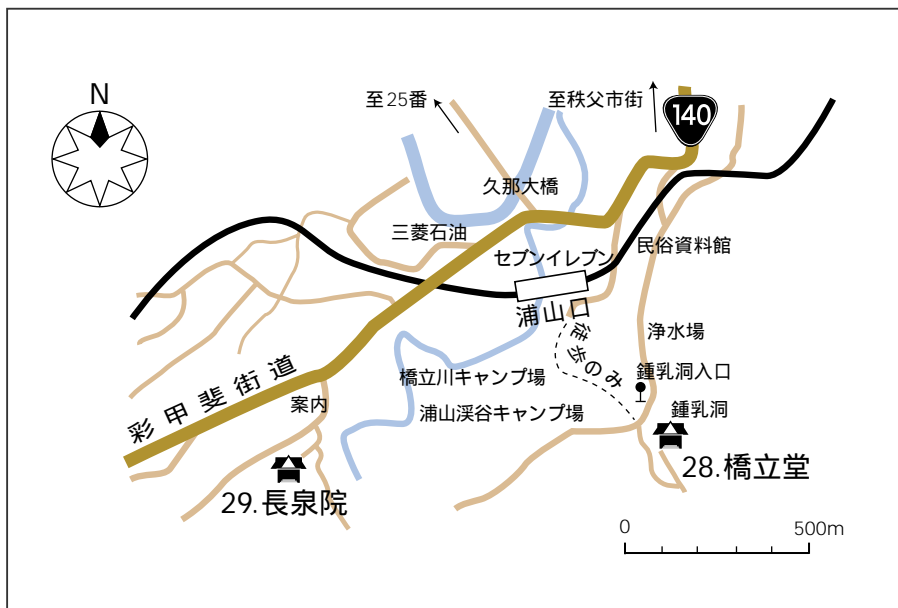 N
至25番
至秩父市街
140
久那大橋
三菱石油
セブンイレブン
民俗資料館
浦山口
徒歩のみ
浄水場
鍾乳洞入口
橋立川キャンプ場
鍾乳洞
案内
浦山渓谷キャンプ場
彩甲斐街道
28.橋立堂
29.長泉院
0 500m